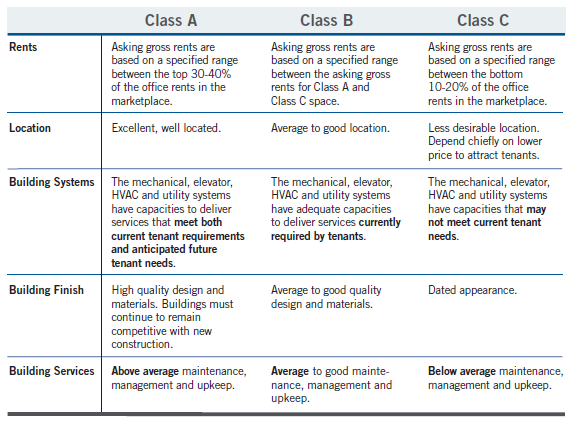 Class A
Class B
Class C
Rents
Asking gross rents are
based on a specified range
between the top 30-40%
of the office rents in the
marketplace.
Asking gross rents are
based on a specified range
between the asking gross
rents for Class A and
Class C space.
Asking gross rents are
based on a specified range
between the bottom
10-20% of the office
rents in the marketplace.
Location
Excellent, well located.
Average to good location.
Less desirable location.
Depend chiefly on lower
price to attract tenants.
Building Systems
The mechanical, elevator,
HVAC and utility systems
have capacities to deliver
services that meet both
current tenant requirements
and anticipated future
tenant needs.
The mechanical, elevator,
HVAC and utility systems
have adequate capacities
to deliver services currently
required by tenants.
The mechanical, elevator,
HVAC and utility systems
have capacities that may
not meet current tenant
needs.
Building Finish
High quality design and
materials. Buildings must
continue to remain
competitive with new
construction.
Average to good quality
design and materials.
Dated appearance.
Building Services
Above average maintenance,
management and upkeep.
Average to good mainte-
nance, management and
upkeep.
Below average maintenance,
management and upkeep.